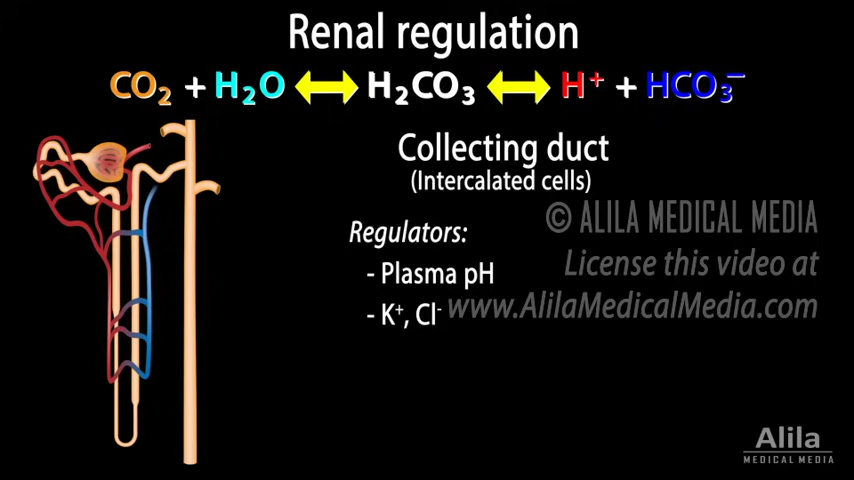 Renal regulation
CO₂ + H₂O ⟷ H₂CO₃ ⟷ H⁺ + HCO₃⁻
Collecting duct
(Intercalated cells)
© ALILA MEDICAL MEDIA
Regulators:
License this video at
- Plasma pH
- K⁺, Cl⁻
www.AlilaMedicalMedia.com
Alila
MEDICAL MEDIA